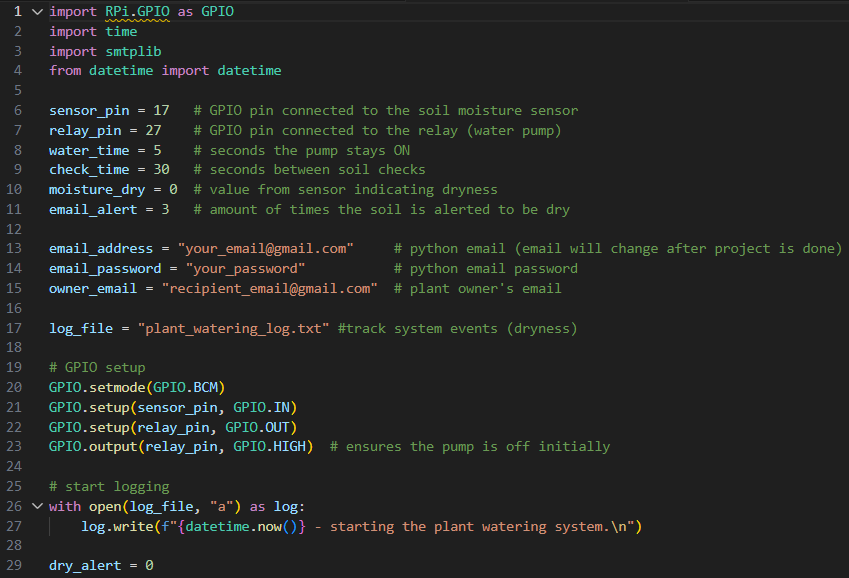 1 import RPi.GPIO as GPIO
2 import time
3 import smtplib
4 from datetime import datetime
5
6 sensor_pin = 17   # GPIO pin connected to the soil moisture sensor
7 relay_pin = 27    # GPIO pin connected to the relay (water pump)
8 water_time = 5    # seconds the pump stays ON
9 check_time = 30   # seconds between soil checks
10 moisture_dry = 0  # value from sensor indicating dryness
11 email_alert = 3   # amount of times the soil is alerted to be dry
12
13 email_address = "your_email@gmail.com"     # python email (email will change after project is done)
14 email_password = "your_password"           # python email password
15 owner_email = "recipient_email@gmail.com"  # plant owner's email
16
17 log_file = "plant_watering_log.txt" #track system events (dryness)
18
19 # GPIO setup
20 GPIO.setmode(GPIO.BCM)
21 GPIO.setup(sensor_pin, GPIO.IN)
22 GPIO.setup(relay_pin, GPIO.OUT)
23 GPIO.output(relay_pin, GPIO.HIGH)  # ensures the pump is off initially
24
25 # start logging
26 with open(log_file, "a") as log:
27     log.write(f"{datetime.now()} - starting the plant watering system.\n")
28
29 dry_alert = 0